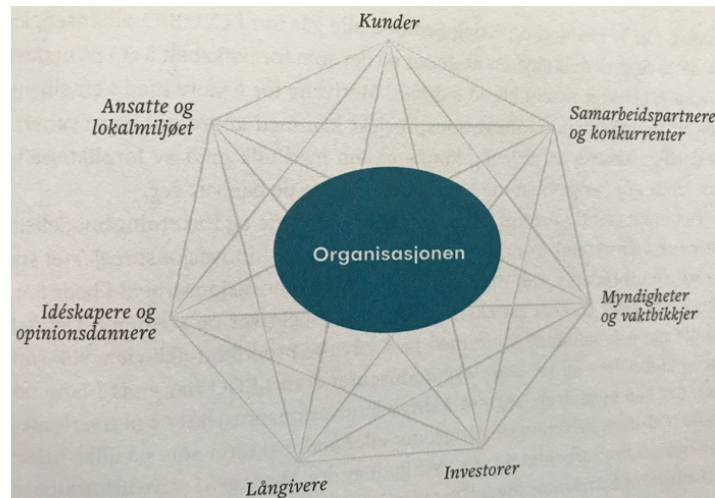 Kunder
Ansatte og
lokalmiljøet
Samarbeidspartnere
og konkurrenter
Organisasjonen
Idéskapere og
opinionsdannere
Myndigheter
og vaktbikkjer
Långivere
Investorer